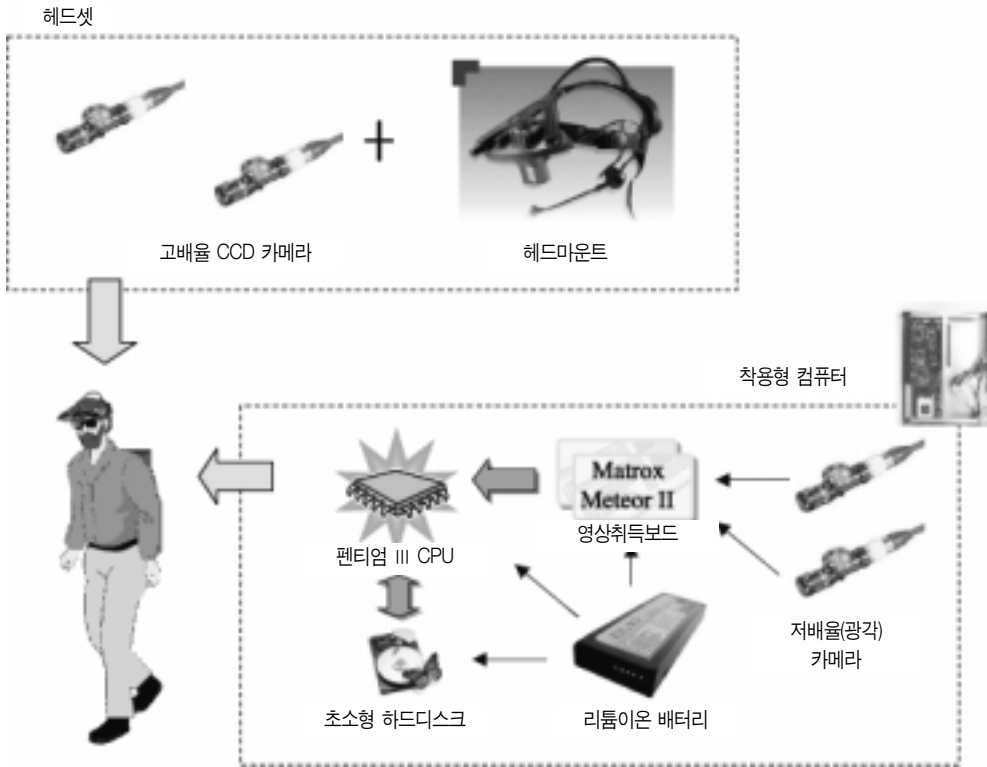 헤드셋
고배율 CCD 카메라
헤드마운트
착용형 컴퓨터
Matrox
Meteor II
영상취득보드
펜티엄 III CPU
저배율(광각)
카메라
초소형 하드디스크
리튬이온 배터리